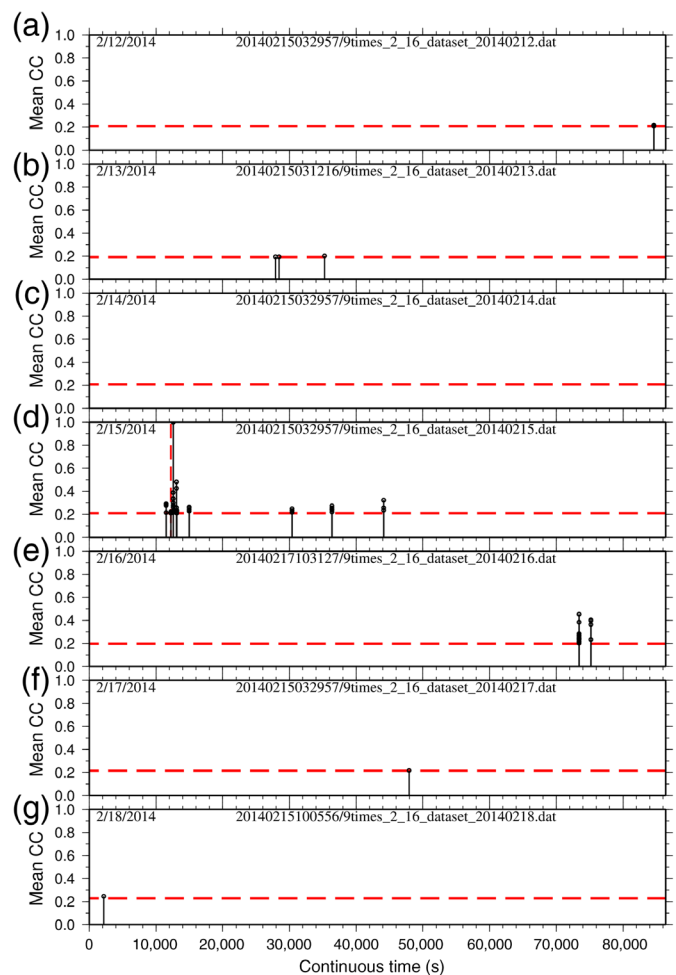 (a)
2/12/2014 20140215032957/9times_2_16_dataset_20140212.dat
Mean CC
1.0
0.8
0.6
0.4
0.2
0.0
(b)
2/13/2014 20140215031216/9times_2_16_dataset_20140213.dat
Mean CC
1.0
0.8
0.6
0.4
0.2
0.0
(c)
2/14/2014 20140215032957/9times_2_16_dataset_20140214.dat
Mean CC
1.0
0.8
0.6
0.4
0.2
0.0
(d)
2/15/2014 20140215032957/9times_2_16_dataset_20140215.dat
Mean CC
1.0
0.8
0.6
0.4
0.2
0.0
(e)
2/16/2014 20140217103127/9times_2_16_dataset_20140216.dat
Mean CC
1.0
0.8
0.6
0.4
0.2
0.0
(f)
2/17/2014 20140215032957/9times_2_16_dataset_20140217.dat
Mean CC
1.0
0.8
0.6
0.4
0.2
0.0
(g)
2/18/2014 20140215100556/9times_2_16_dataset_20140218.dat
Mean CC
1.0
0.8
0.6
0.4
0.2
0.0
0 10,000 20,000 30,000 40,000 50,000 60,000 70,000 80,000
Continuous time (s)